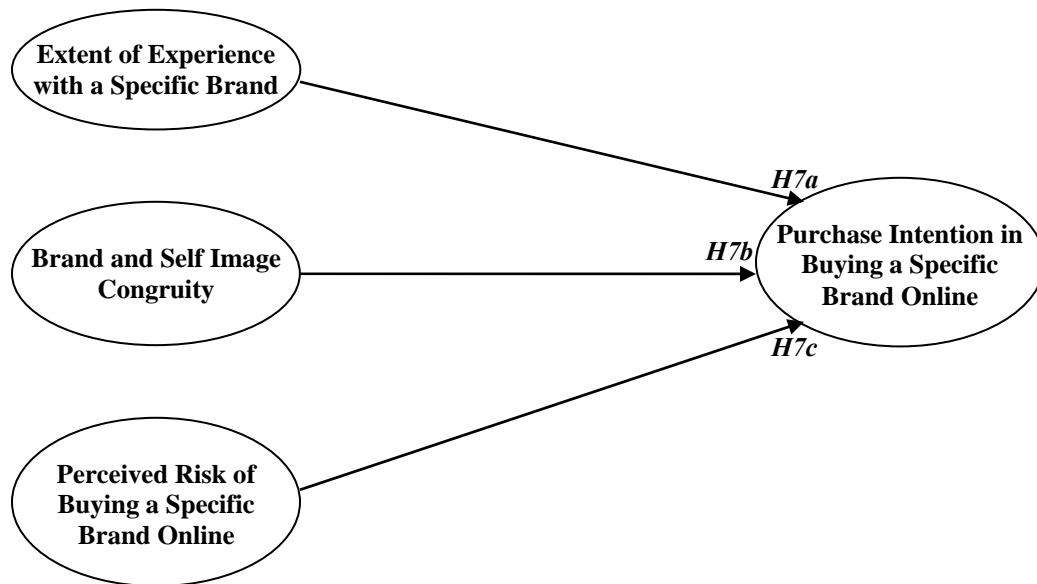 Extent of Experience
with a Specific Brand
H7a
Brand and Self Image
Congruity
H7b
Purchase Intention in
Buying a Specific
Brand Online
H7c
Perceived Risk of
Buying a Specific
Brand Online